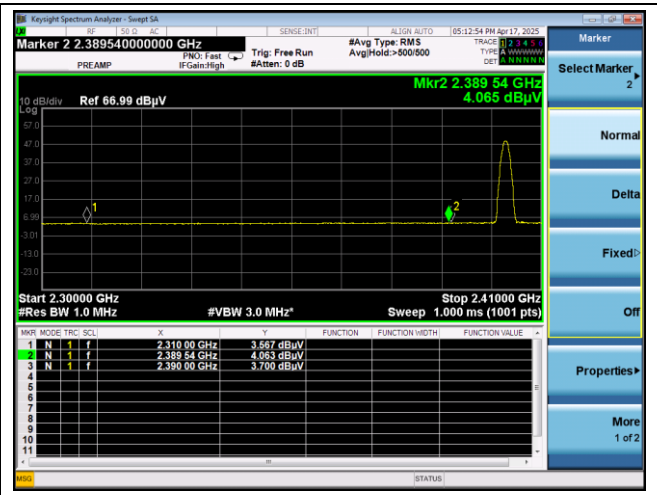 Keysight Spectrum Analyzer - Swept SA
RF 50 Ω AC SENSE:INT ALIGN AUTO 05:12:54 PM Apr 17, 2025
Marker 2 2.389540000000 GHz
PREAMP
PNO: Fast
IFGain:High
Trig: Free Run
#Atten: 0 dB
#Avg Type: RMS
Avg|Hold:>500/500
TRACE 1 2 3 4 5 6
TYPE A WWWWW
DET A N N N N N
Mkr2 2.389 54 GHz
4.065 dBµV
10 dB/div Ref 66.99 dBµV
Log
57.0
47.0
37.0
27.0
17.0
6.99
-3.01
-13.0
-23.0
1
2
Start 2.30000 GHz Stop 2.41000 GHz
#Res BW 1.0 MHz #VBW 3.0 MHz* Sweep 1.000 ms (1001 pts)
MKR MODE TRC SCL X Y FUNCTION FUNCTION WIDTH FUNCTION VALUE
1 N 1 f 2.310 00 GHz 3.567 dBµV
2 N 1 f 2.389 54 GHz 4.063 dBµV
3 N 1 f 2.390 00 GHz 3.700 dBµV
4
5
6
7
8
9
10
11
MSG STATUS
Marker
Select Marker
2
Normal
Delta
Fixed
Off
Properties
More
1 of 2